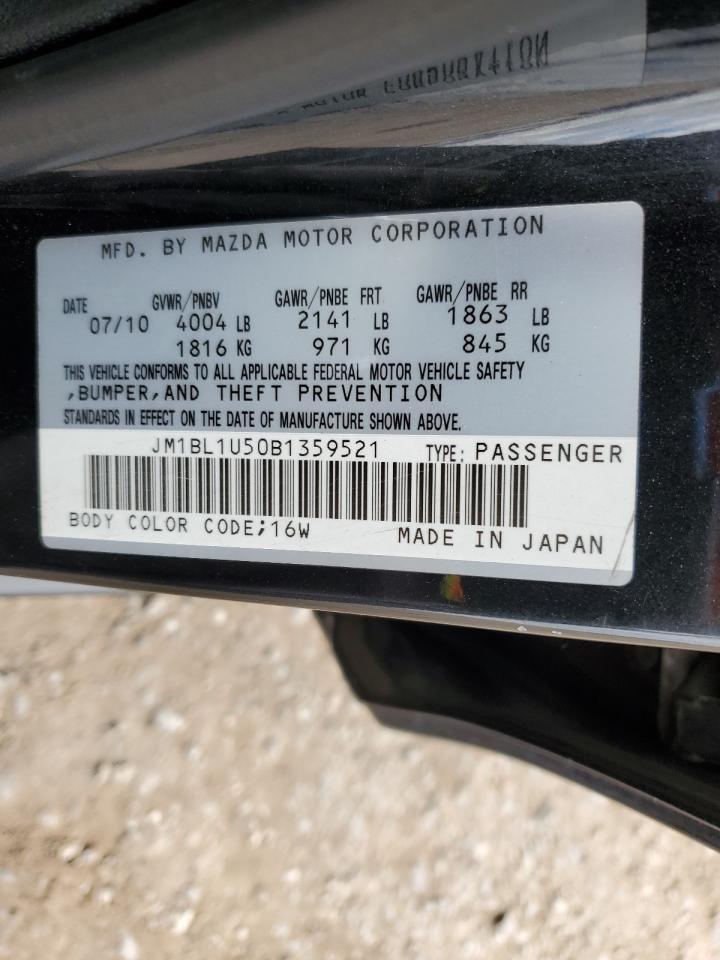 MFD. BY MAZDA MOTOR CORPORATION
DATE GVWR/PNBV GAWR/PNBE FRT GAWR/PNBE RR
07/10 4004 LB 2141 LB 1863 LB
1816 KG 971 KG 845 KG
THIS VEHICLE CONFORMS TO ALL APPLICABLE FEDERAL MOTOR VEHICLE SAFETY
,BUMPER,AND THEFT PREVENTION
STANDARDS IN EFFECT ON THE DATE OF MANUFACTURE SHOWN ABOVE.
JM1BL1U50B1359521 TYPE: PASSENGER
BODY COLOR CODE;16W MADE IN JAPAN